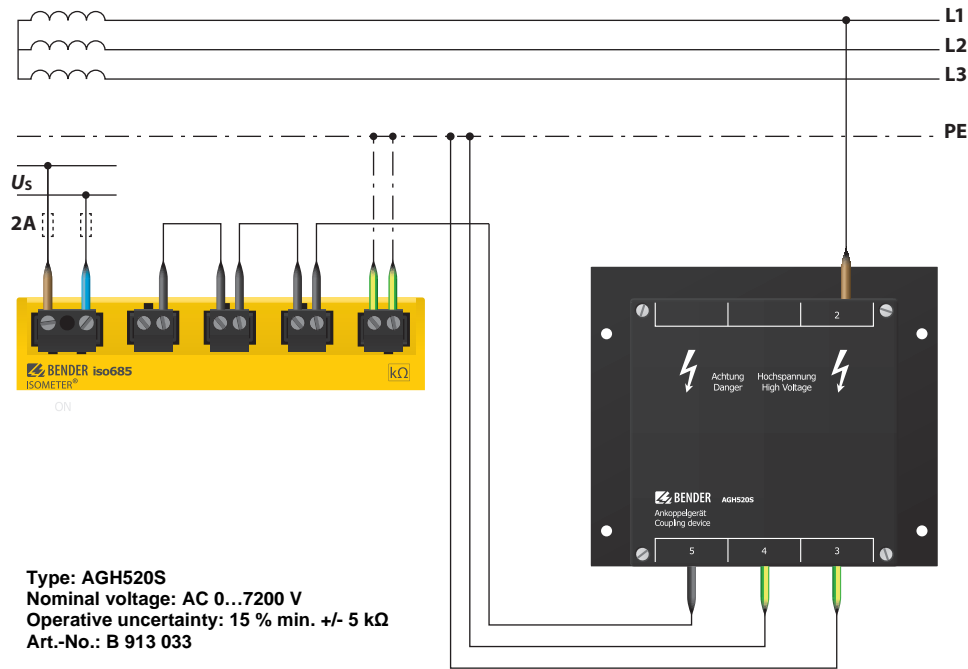 L1
L2
L3
PE
Us
2A
BENDER iso685
kΩ
ISOMETER®
ON
2
Achtung Hochspannung
Danger High Voltage
BENDER AGH520S
Ankoppelgerät
Coupling device
5 4 3
Type: AGH520S
Nominal voltage: AC 0...7200 V
Operative uncertainty: 15 % min. +/- 5 kΩ
Art.-No.: B 913 033